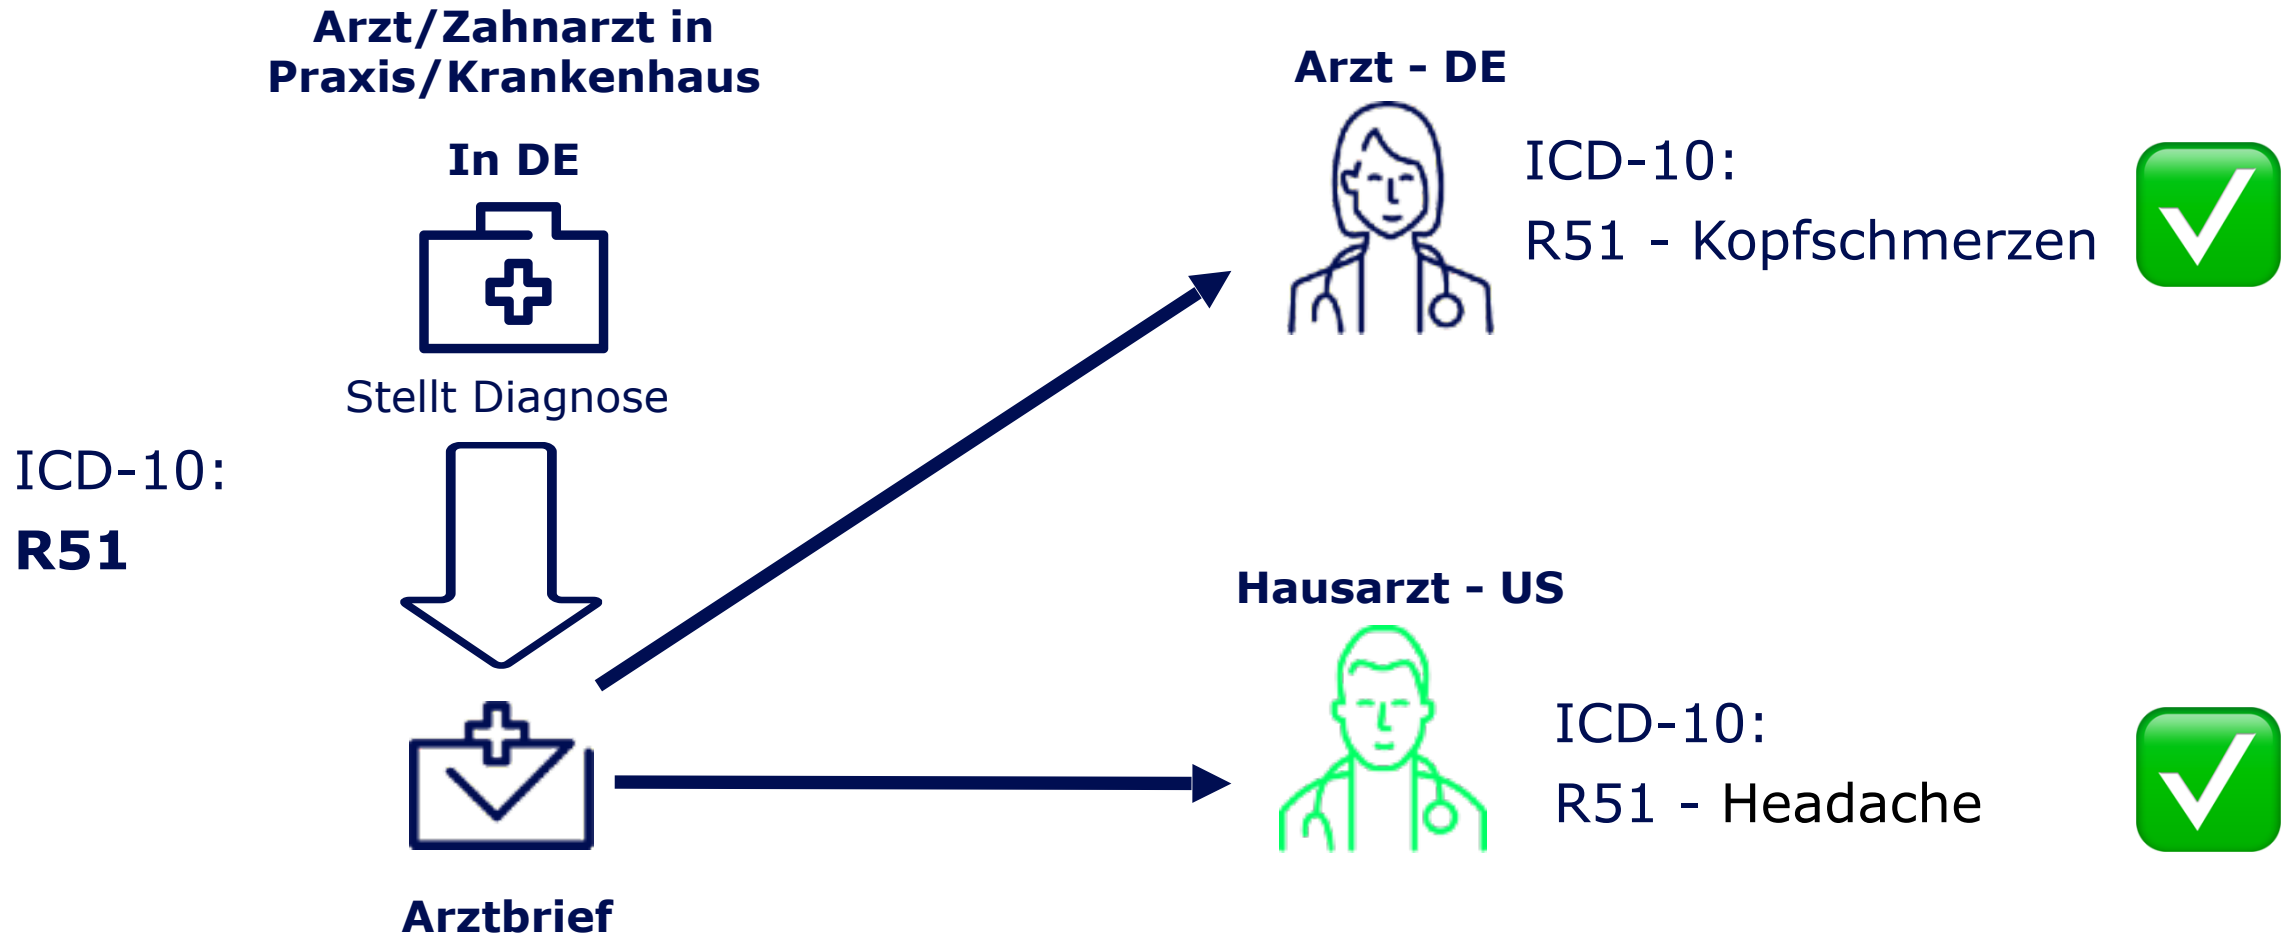 Arzt/Zahnarzt in
Praxis/Krankenhaus
In DE
Stellt Diagnose
ICD-10:
R51
Arztbrief
Arzt - DE
ICD-10:
R51 - Kopfschmerzen
Hausarzt - US
ICD-10:
R51 - Headache